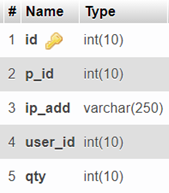 # Name Type
1 id int(10)
2 p_id int(10)
3 ip_add varchar(250)
4 user_id int(10)
5 qty int(10)